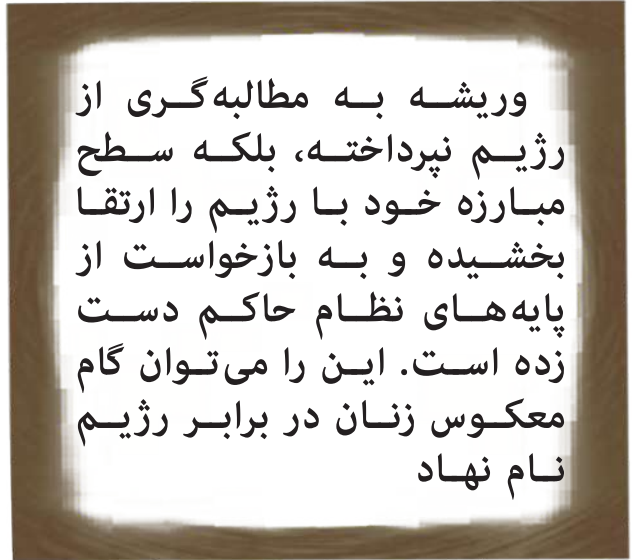 وریشه به مطالبه‌گری از
رژیم نپرداخته، بلکه سطح
مبارزه خود با رژیم را ارتقا
بخشیده و به بازخواست از
پایه‌های نظام حاکم دست
زده است. این را می‌توان گام
معکوس زنان در برابر رژیم
نام نهاد